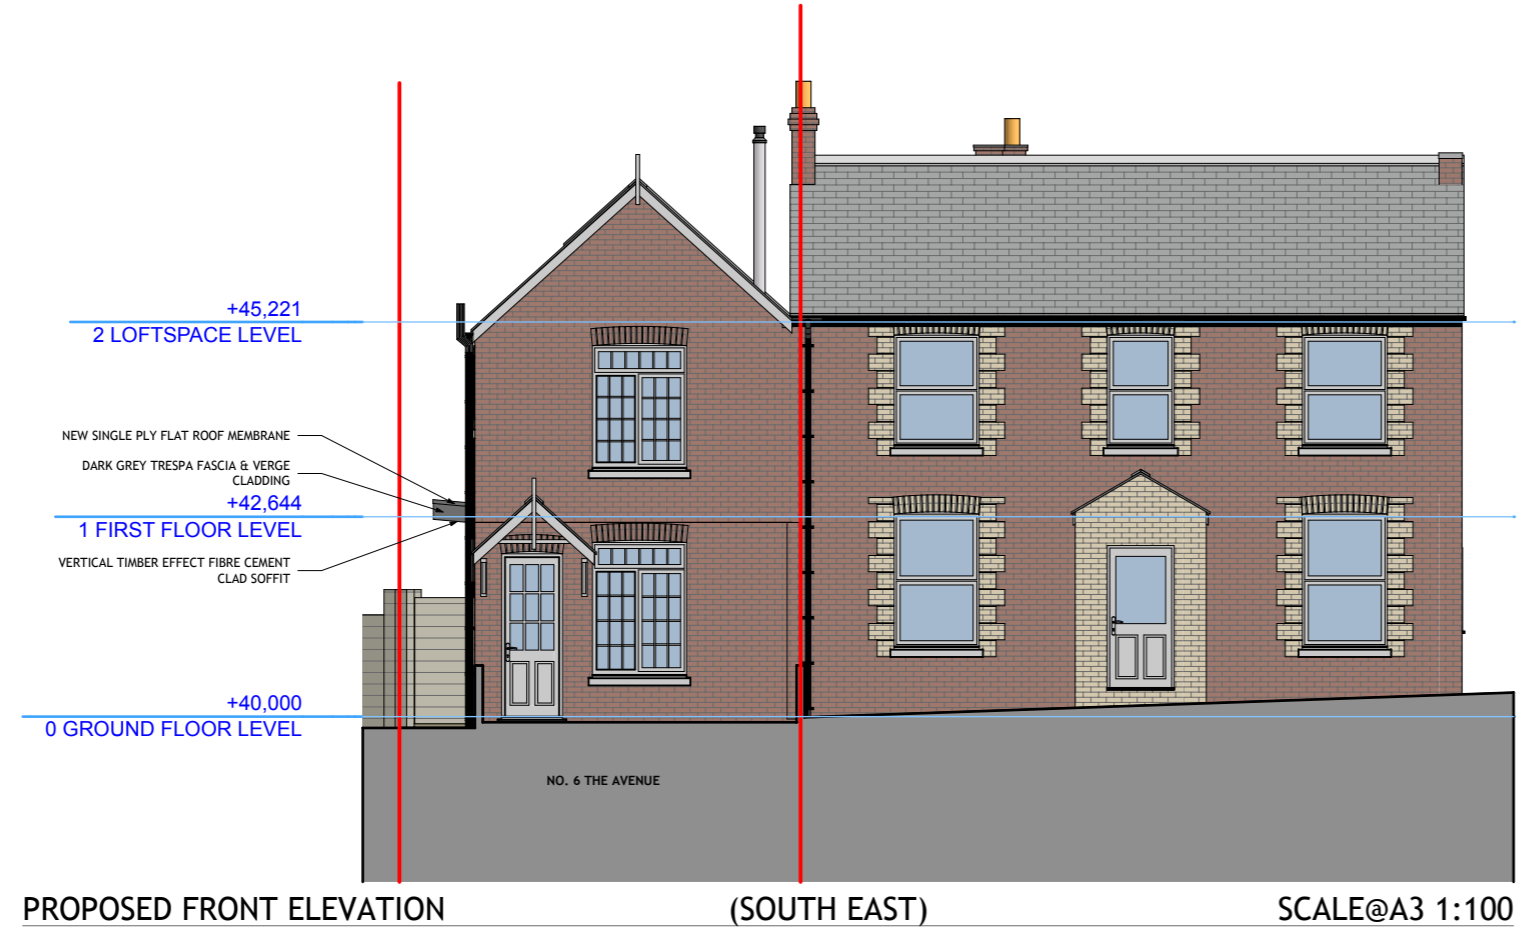 +45,221
2 LOFTSPACE LEVEL
NEW SINGLE PLY FLAT ROOF MEMBRANE
DARK GREY TRESPA FASCIA & VERGE
CLADDING
+42,644
1 FIRST FLOOR LEVEL
VERTICAL TIMBER EFFECT FIBRE CEMENT
CLAD SOFFIT
+40,000
0 GROUND FLOOR LEVEL
NO. 6 THE AVENUE
PROPOSED FRONT ELEVATION (SOUTH EAST) SCALE@A3 1:100